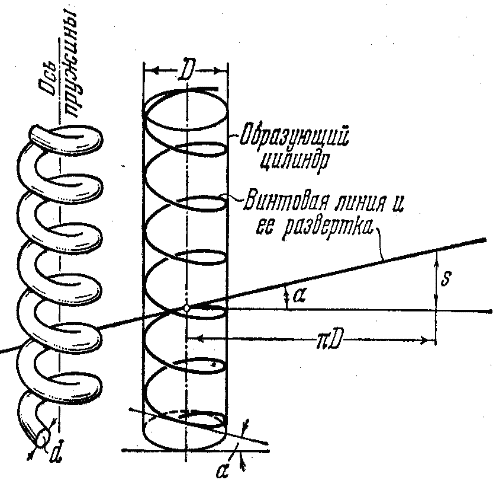 Ось
пружины
D
Образующий
цилиндр
Винтовая линия и
ее развертка
α
s
πD
d
α